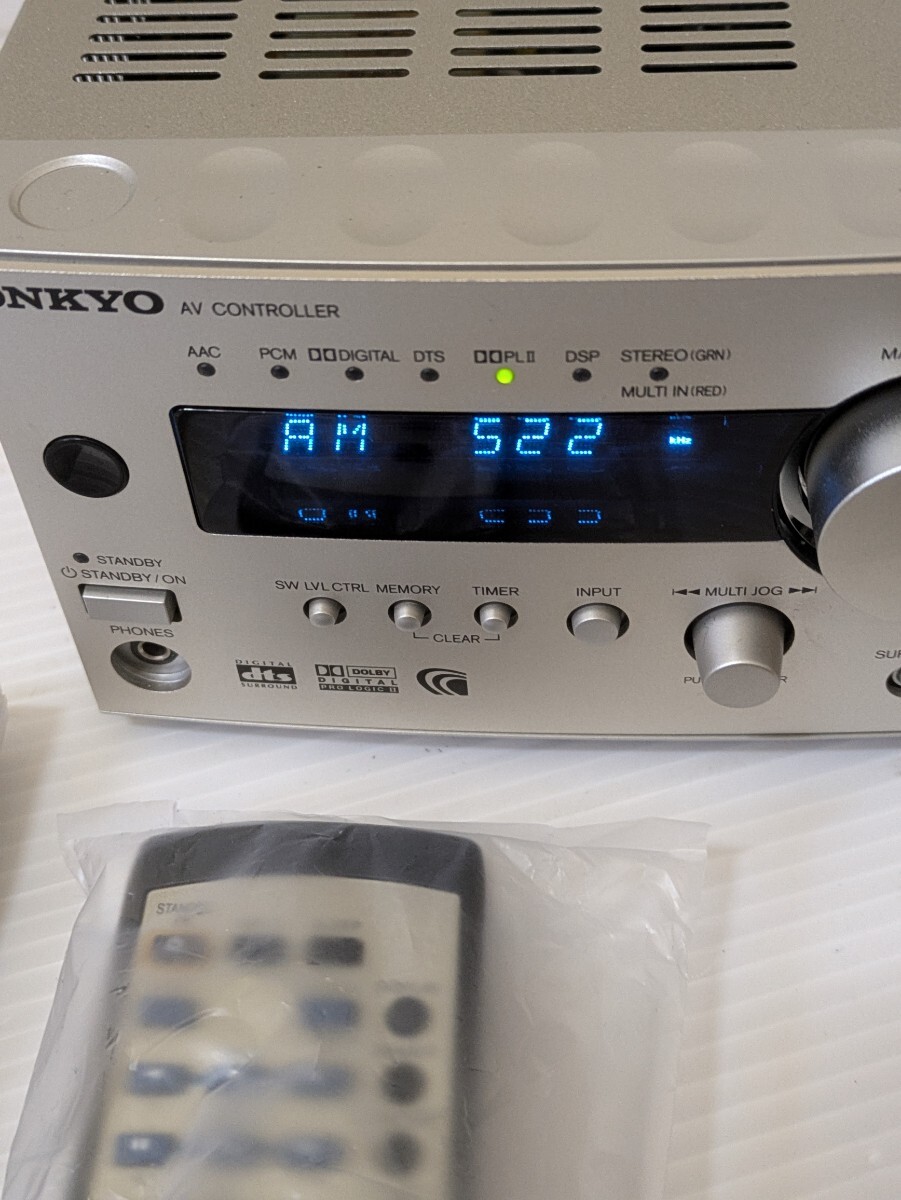 ONKYO AV CONTROLLER
AAC PCM DIGITAL DTS PL II DSP STEREO(GRN)
MULTI IN(RED)
AM 522 kHz
STANDBY
STANDBY/ON
PHONES
SW LVL CTRL MEMORY TIMER INPUT MULTI JOG
CLEAR
DIGITAL dts SURROUND
DOLBY DIGITAL PRO LOGIC II